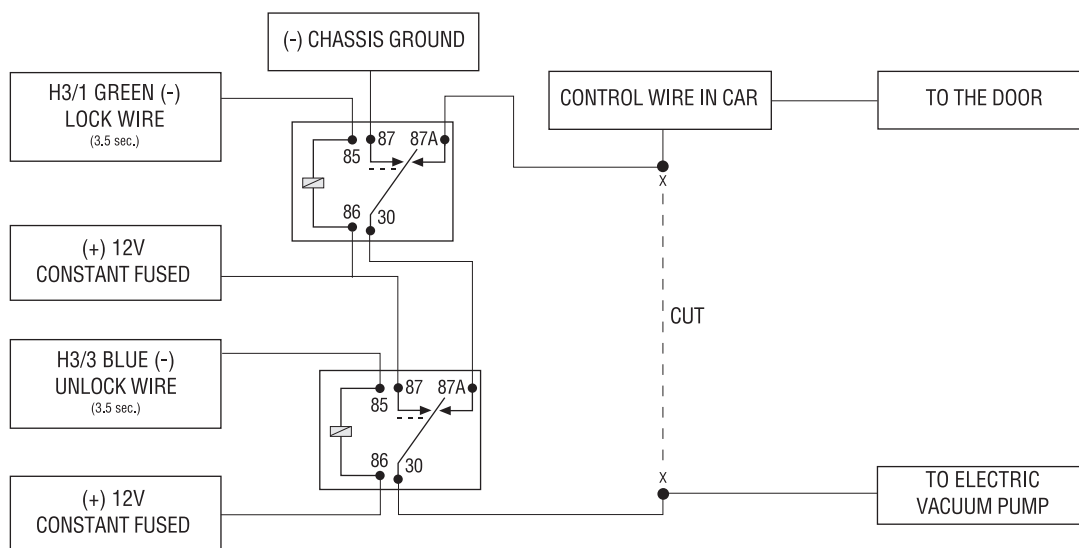 (-) CHASSIS GROUND
H3/1 GREEN (-)
LOCK WIRE
(3.5 sec.)
CONTROL WIRE IN CAR
TO THE DOOR
87
87A
85
86
30
X
(+) 12V
CONSTANT FUSED
CUT
H3/3 BLUE (-)
UNLOCK WIRE
(3.5 sec.)
87
87A
85
86
30
X
(+) 12V
CONSTANT FUSED
TO ELECTRIC
VACUUM PUMP